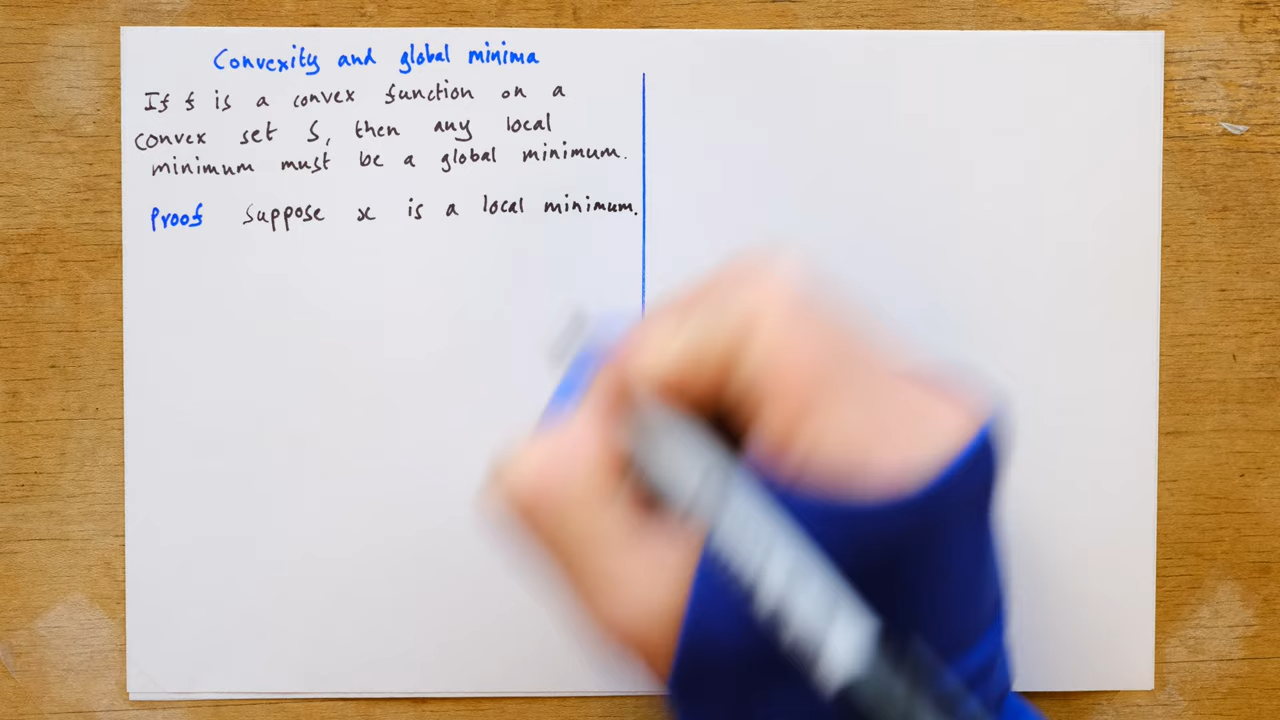 Convexity and global minima
If f is a convex function on a
convex set S, then any local
minimum must be a global minimum.
Proof Suppose x is a local minimum.